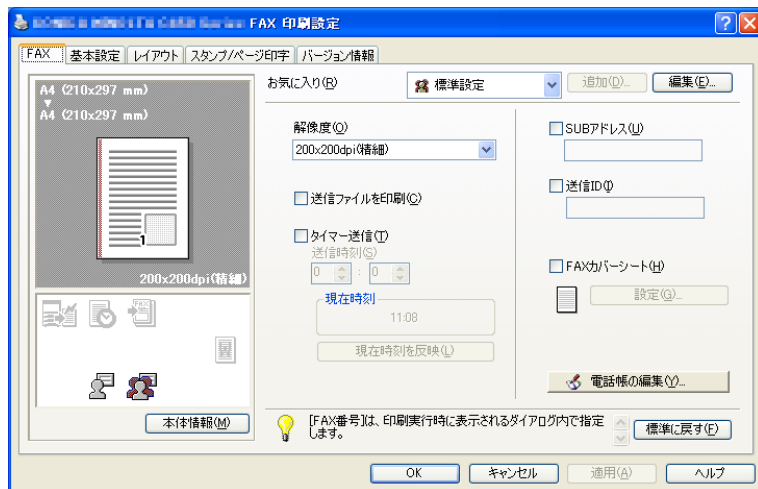 FAX 印刷設定
FAX 基本設定 レイアウト スタンプ/ページ印字 バージョン情報
A4 (210x297 mm)
A4 (210x297 mm)
1
200x200dpi(精細)
本体情報(M)
お気に入り(R) 標準設定 追加(D)... 編集(E)...
解像度(O)
200x200dpi(精細)
送信ファイルを印刷(C)
タイマー送信(T)
送信時刻(S)
0 : 0
現在時刻
11:08
現在時刻を反映(L)
SUBアドレス(U)
送信ID(I)
FAXカバーシート(H)
設定(G)...
電話帳の編集(Y)...
[FAX番号]は、印刷実行時に表示されるダイアログ内で指定
します。
標準に戻す(F)
OK キャンセル 適用(A) ヘルプ